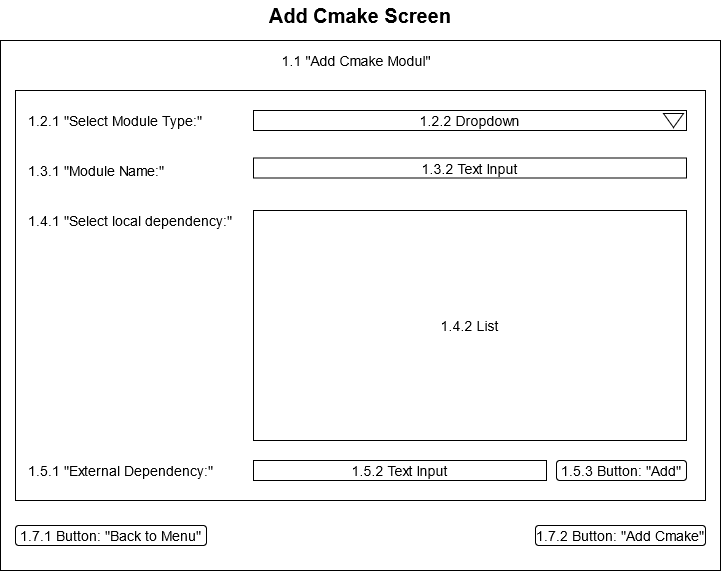 Add Cmake Screen
1.1 "Add Cmake Modul"
1.2.1 "Select Module Type:"
1.2.2 Dropdown
1.3.1 "Module Name:"
1.3.2 Text Input
1.4.1 "Select local dependency:"
1.4.2 List
1.5.1 "External Dependency:"
1.5.2 Text Input
1.5.3 Button: "Add"
1.7.1 Button: "Back to Menu"
1.7.2 Button: "Add Cmake"